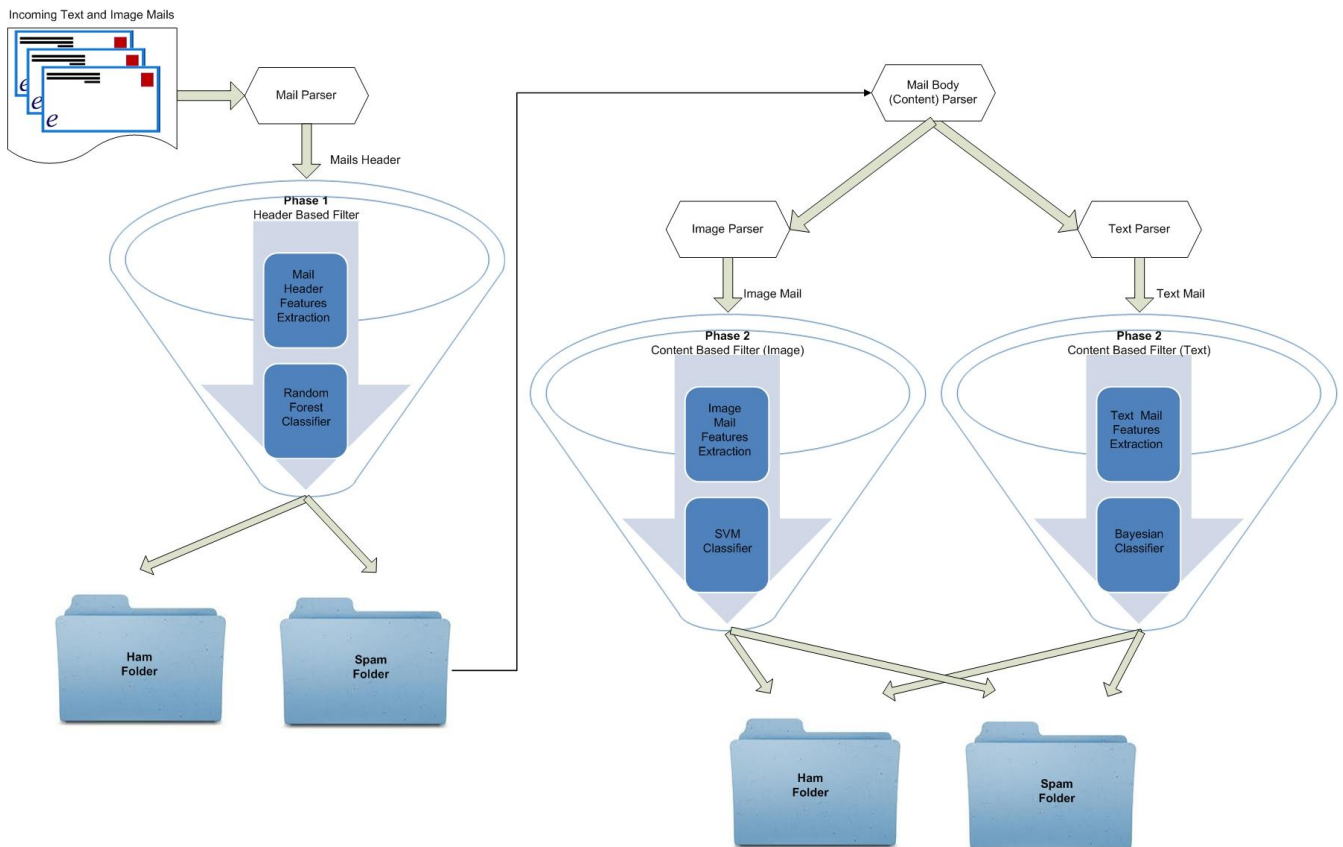 Incoming Text and Image Mails
e
e
e
Mail Parser
Mails Header
Phase 1
Header Based Filter
Mail
Header
Features
Extraction
Random
Forest
Classifier
Ham
Folder
Spam
Folder
Mail Body
(Content) Parser
Image Parser
Image Mail
Phase 2
Content Based Filter (Image)
Image
Mail
Features
Extraction
SVM
Classifier
Text Parser
Text Mail
Phase 2
Content Based Filter (Text)
Text Mail
Features
Extraction
Bayesian
Classifier
Ham
Folder
Spam
Folder